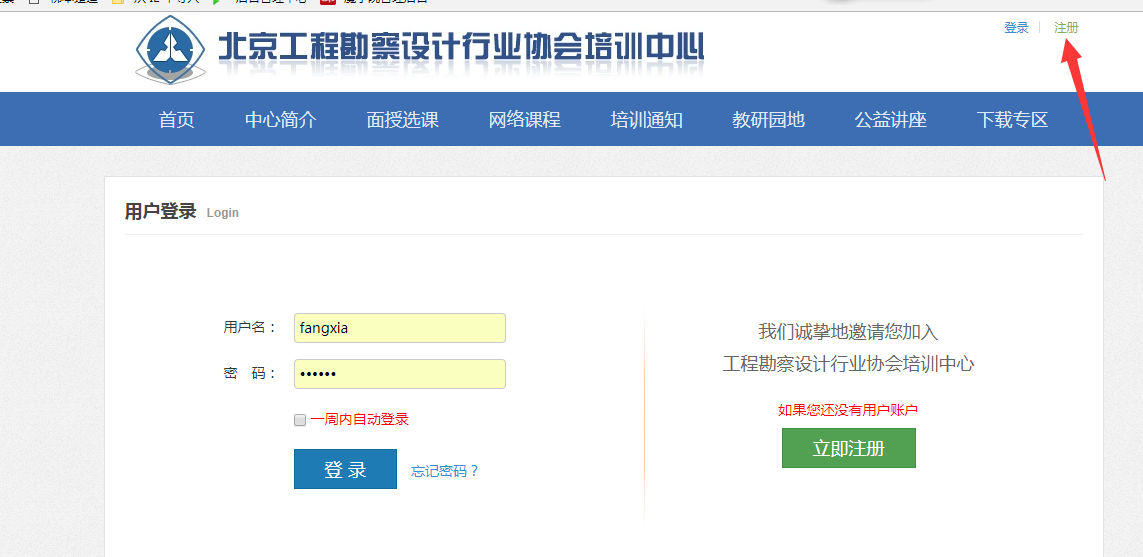 北京工程勘察设计行业协会培训中心
登录 注册
首页 中心简介 面授选课 网络课程 培训通知 教研园地 公益讲座 下载专区
用户登录 Login
用户名： fangxia
密 码： ••••••
一周内自动登录
登 录 忘记密码？
我们诚挚地邀请您加入
工程勘察设计行业协会培训中心
如果您还没有用户账户
立即注册